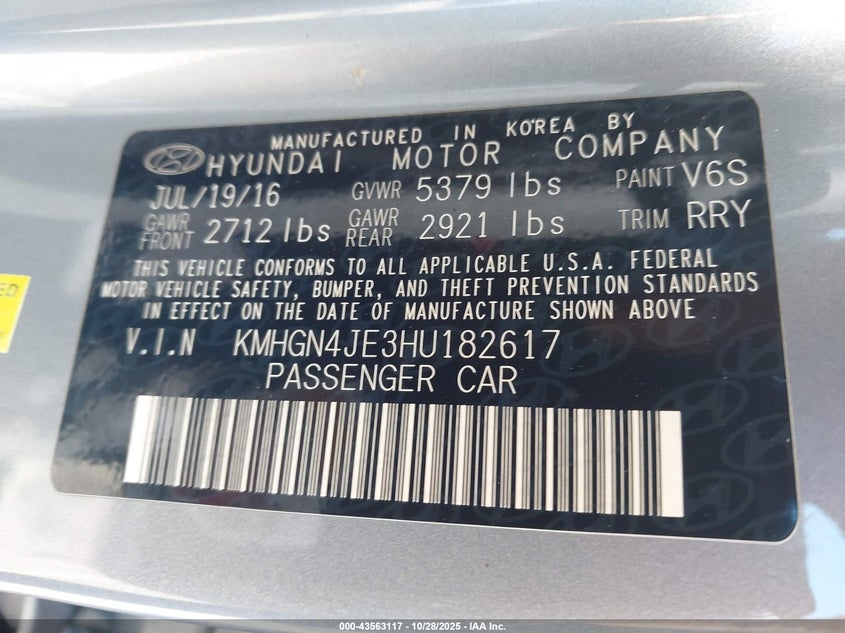 MANUFACTURED IN KOREA BY
HYUNDAI MOTOR COMPANY
JUL/19/16 GVWR 5379 lbs PAINT V6S
GAWR FRONT 2712 lbs GAWR REAR 2921 lbs TRIM RRY
THIS VEHICLE CONFORMS TO ALL APPLICABLE U.S.A. FEDERAL
MOTOR VEHICLE SAFETY, BUMPER, AND THEFT PREVENTION STANDARDS
IN EFFECT ON THE DATE OF MANUFACTURE SHOWN ABOVE
V.I.N KMHGN4JE3HU182617
PASSENGER CAR
000-43563117 - 10/28/2025 - IAA Inc.